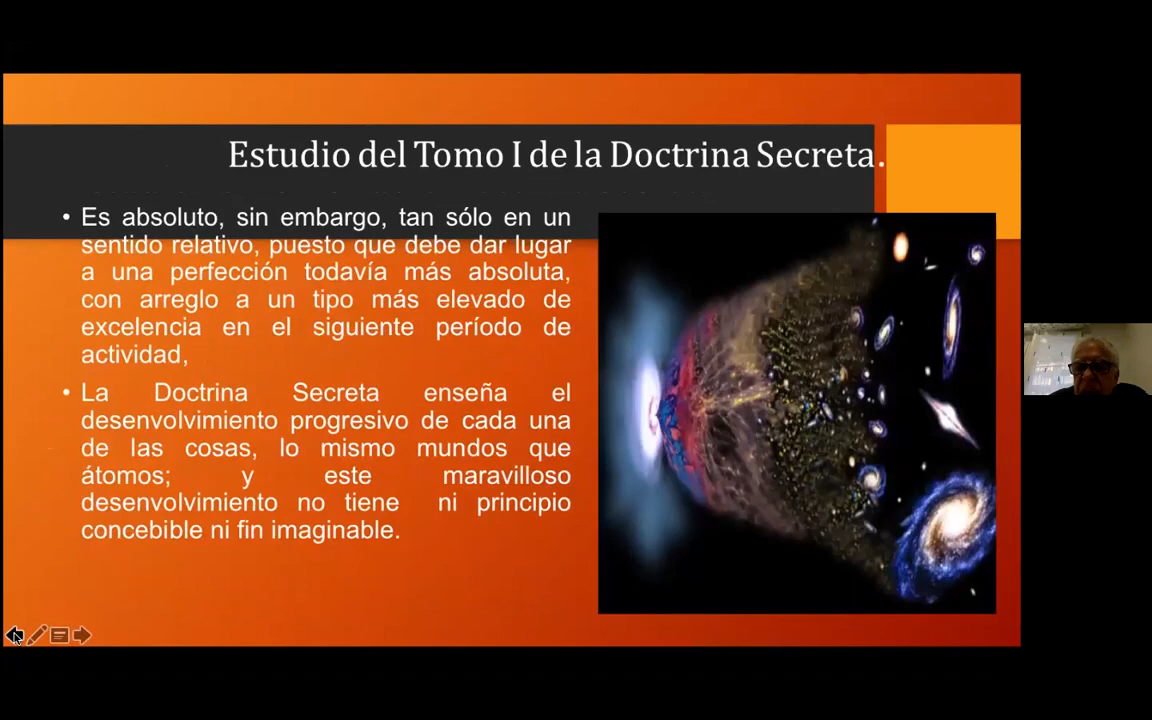 Estudio del Tomo I de la Doctrina Secreta.
• Es absoluto, sin embargo, tan sólo en un
sentido relativo, puesto que debe dar lugar
a una perfección todavía más absoluta,
con arreglo a un tipo más elevado de
excelencia en el siguiente período de
actividad,
• La Doctrina Secreta enseña el
desenvolvimiento progresivo de cada una
de las cosas, lo mismo mundos que
átomos; y este maravilloso
desenvolvimiento no tiene ni principio
concebible ni fin imaginable.